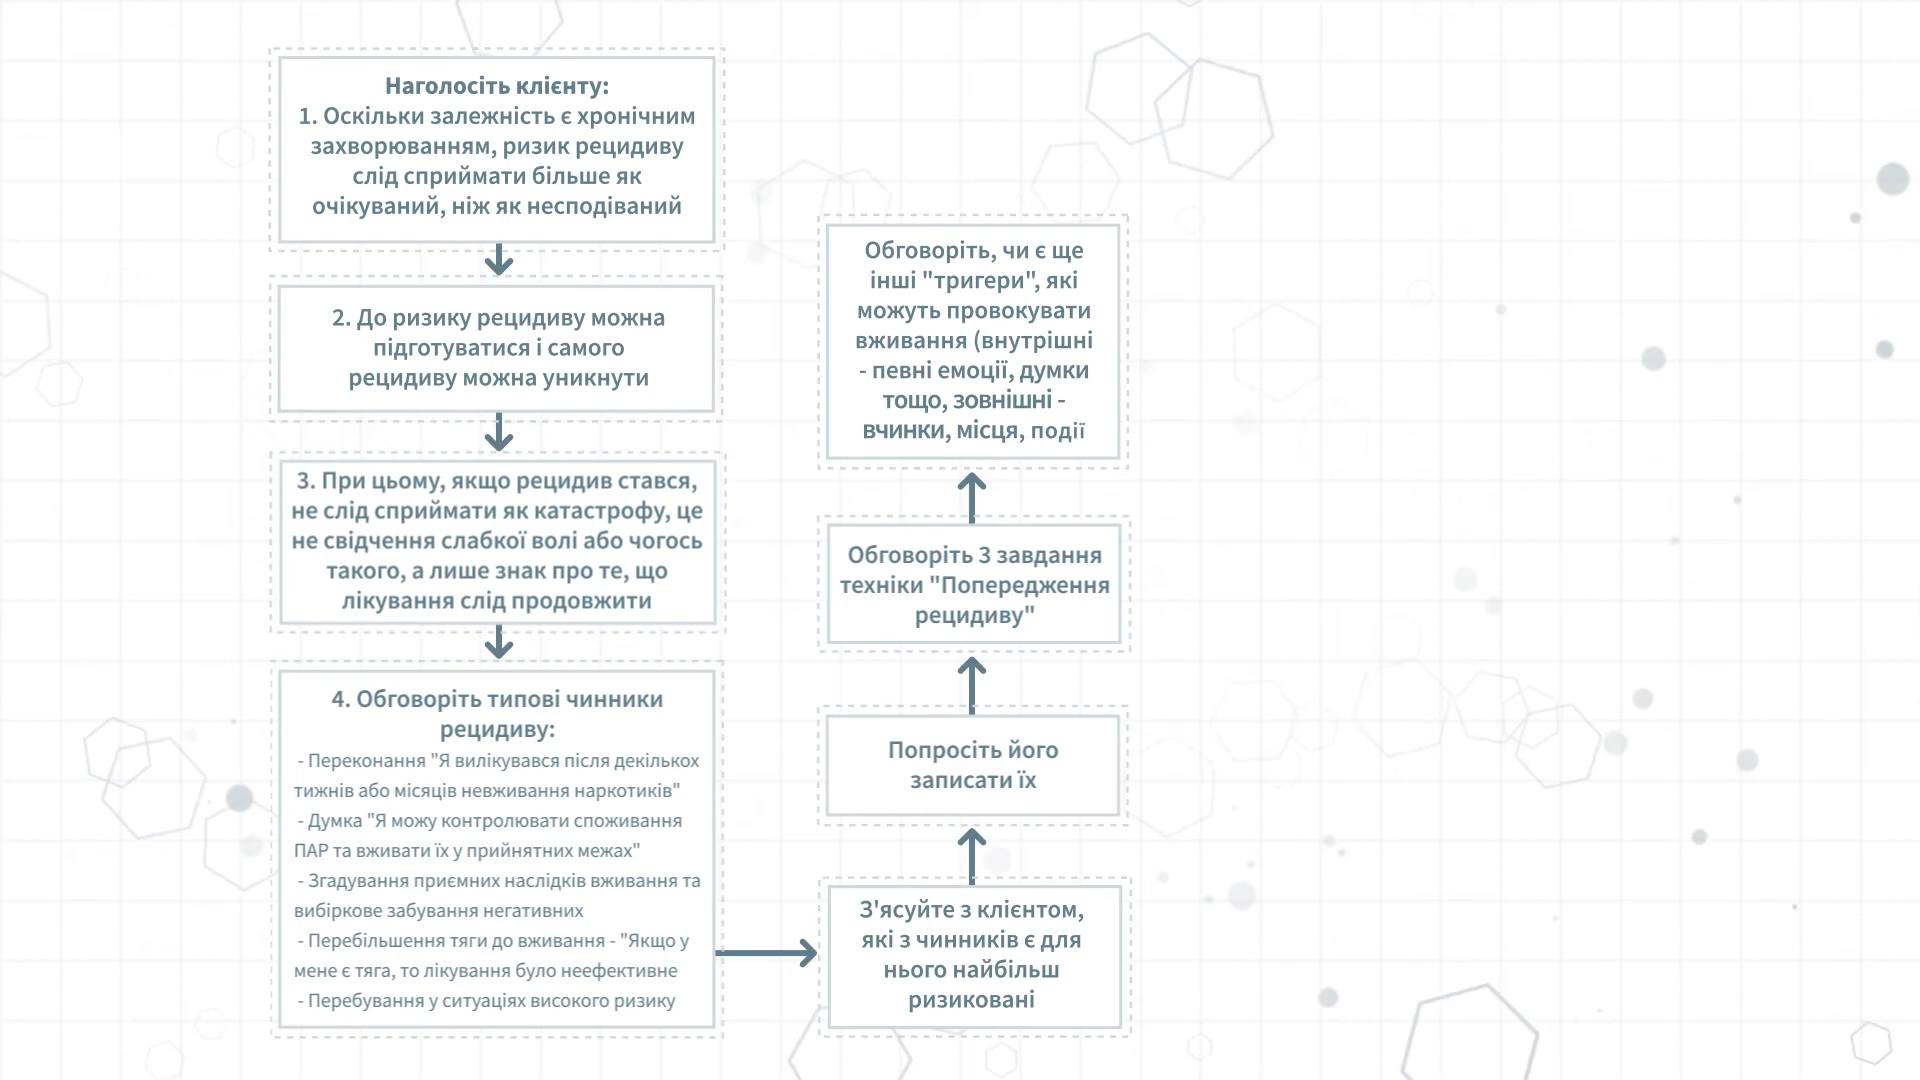 Наголосіть клієнту:
1. Оскільки залежність є хронічним
захворюванням, ризик рецидиву
слід сприймати більше як
очікуваний, ніж як несподіваний
2. До ризику рецидиву можна
підготуватися і самого
рецидиву можна уникнути
3. При цьому, якщо рецидив стався,
не слід сприймати як катастрофу, це
не свідчення слабкої волі або чогось
такого, а лише знак про те, що
лікування слід продовжити
4. Обговоріть типові чинники
рецидиву:
- Переконання "Я вилікувався після декількох
тижнів або місяців невживання наркотиків"
- Думка "Я можу контролювати споживання
ПАР та вживати їх у прийнятних межах"
- Згадування приємних наслідків вживання та
вибіркове забування негативних
- Перебільшення тяги до вживання - "Якщо у
мене є тяга, то лікування було неефективне
- Перебування у ситуаціях високого ризику
З'ясуйте з клієнтом,
які з чинників є для
нього найбільш
ризиковані
Попросіть його
записати їх
Обговоріть 3 завдання
техніки "Попередження
рецидиву"
Обговоріть, чи є ще
інші "тригери", які
можуть провокувати
вживання (внутрішні
- певні емоції, думки
тощо, зовнішні -
вчинки, місця, події